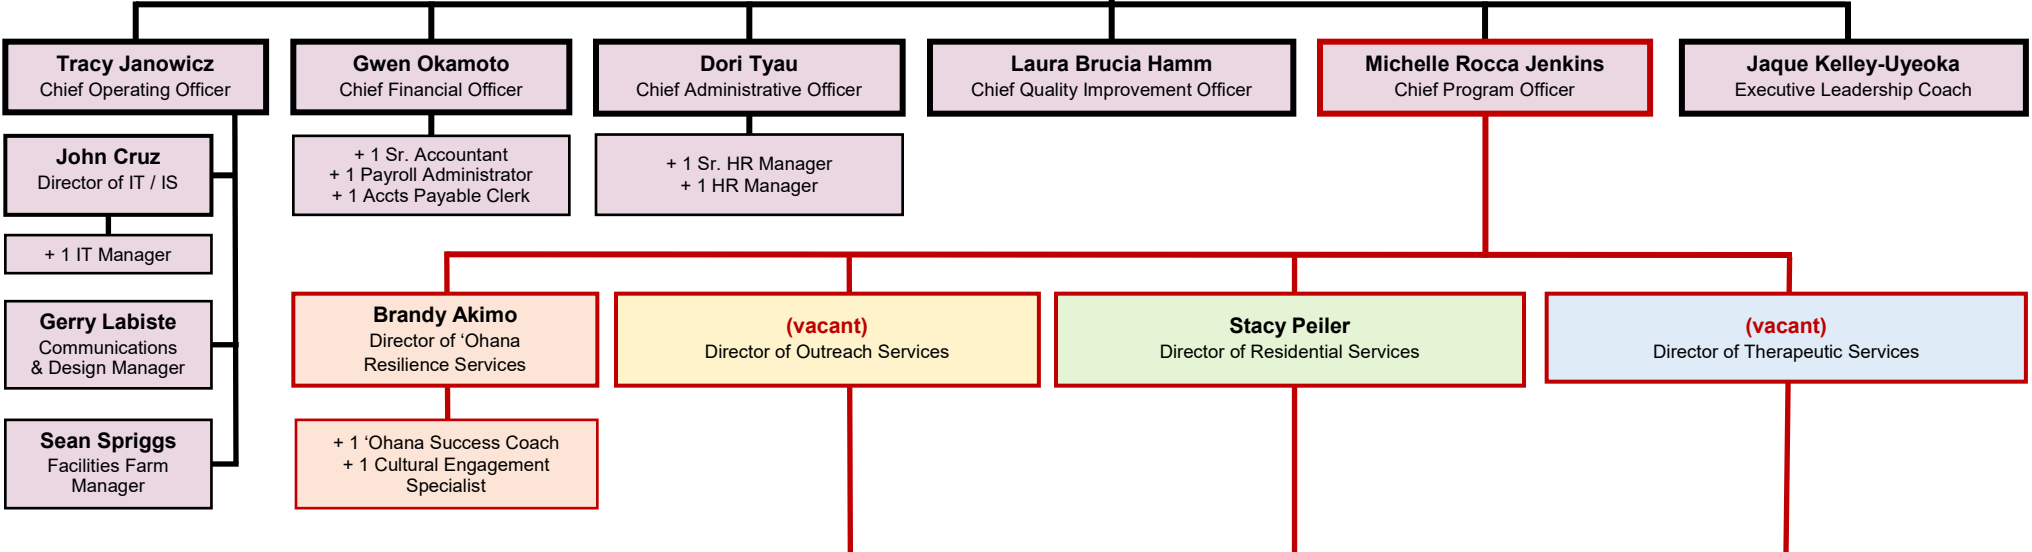 Tracy Janowicz
Chief Operating Officer
Gwen Okamoto
Chief Financial Officer
Dori Tyau
Chief Administrative Officer
Laura Brucia Hamm
Chief Quality Improvement Officer
Michelle Rocca Jenkins
Chief Program Officer
Jaque Kelley-Uyeoka
Executive Leadership Coach
John Cruz
Director of IT / IS
+ 1 Sr. Accountant
+ 1 Payroll Administrator
+ 1 Accts Payable Clerk
+ 1 Sr. HR Manager
+ 1 HR Manager
+ 1 IT Manager
Gerry Labiste
Communications
& Design Manager
Brandy Akimo
Director of ‘Ohana
Resilience Services
(vacant)
Director of Outreach Services
Stacy Peiler
Director of Residential Services
(vacant)
Director of Therapeutic Services
Sean Spriggs
Facilities Farm
Manager
+ 1 ‘Ohana Success Coach
+ 1 Cultural Engagement
Specialist